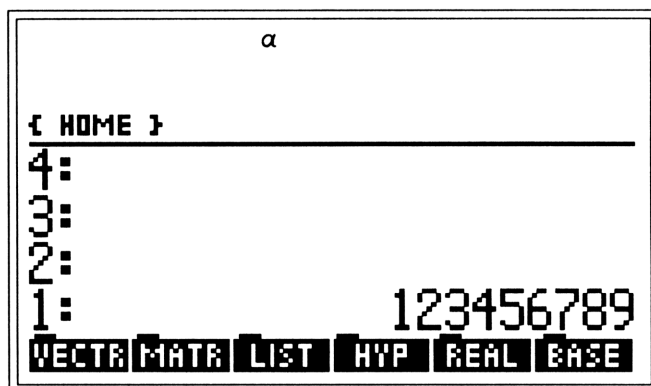 α
{ HOME }
4:
3:
2:
1: 123456789
VECTR MATR LIST HYP REAL BASE